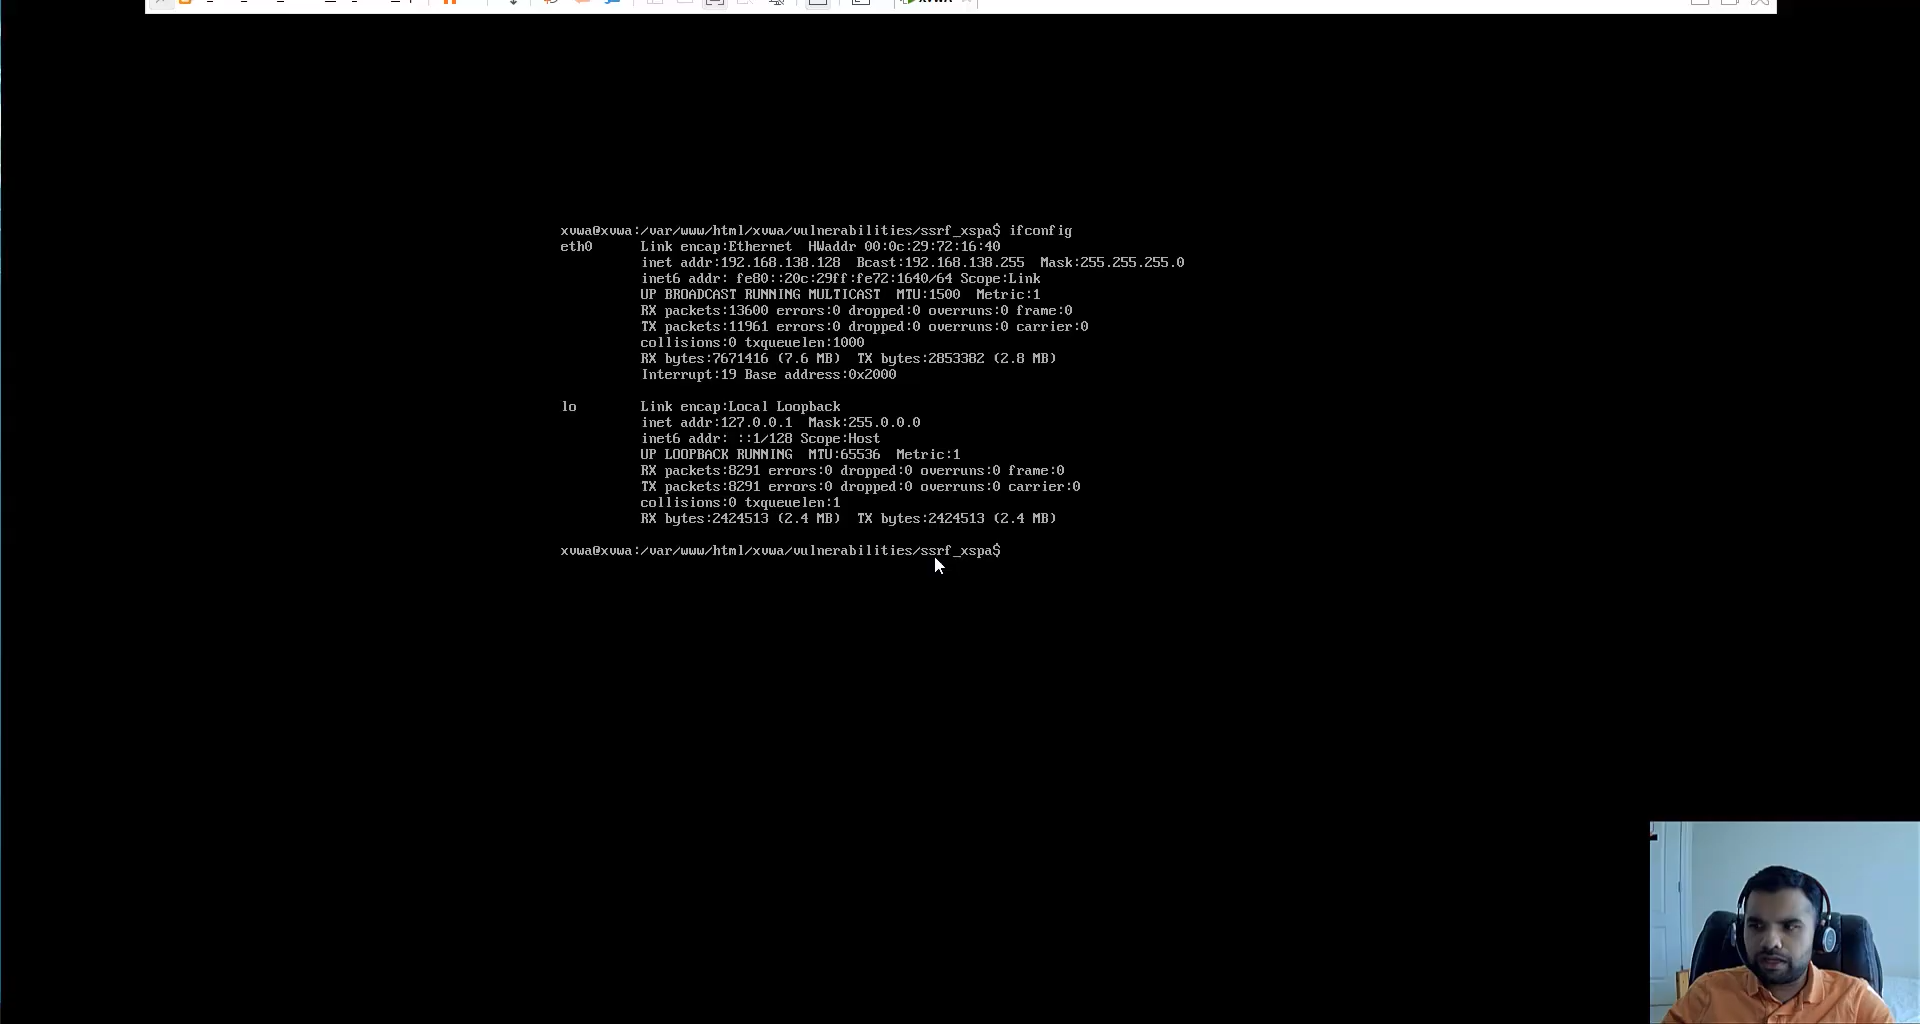 xvwa@xvwa:/var/www/html/xvwa/vulnerabilities/ssrf_xspa$ ifconfig
eth0      Link encap:Ethernet  HWaddr 00:0c:29:72:16:40
          inet addr:192.168.138.128  Bcast:192.168.138.255  Mask:255.255.255.0
          inet6 addr: fe80::20c:29ff:fe72:1640/64 Scope:Link
          UP BROADCAST RUNNING MULTICAST  MTU:1500  Metric:1
          RX packets:13600 errors:0 dropped:0 overruns:0 frame:0
          TX packets:11961 errors:0 dropped:0 overruns:0 carrier:0
          collisions:0 txqueuelen:1000
          RX bytes:7671416 (7.6 MB)  TX bytes:2853382 (2.8 MB)
          Interrupt:19 Base address:0x2000
lo        Link encap:Local Loopback
          inet addr:127.0.0.1  Mask:255.0.0.0
          inet6 addr: ::1/128 Scope:Host
          UP LOOPBACK RUNNING  MTU:65536  Metric:1
          RX packets:8291 errors:0 dropped:0 overruns:0 frame:0
          TX packets:8291 errors:0 dropped:0 overruns:0 carrier:0
          collisions:0 txqueuelen:1
          RX bytes:2424513 (2.4 MB)  TX bytes:2424513 (2.4 MB)
xvwa@xvwa:/var/www/html/xvwa/vulnerabilities/ssrf_xspa$